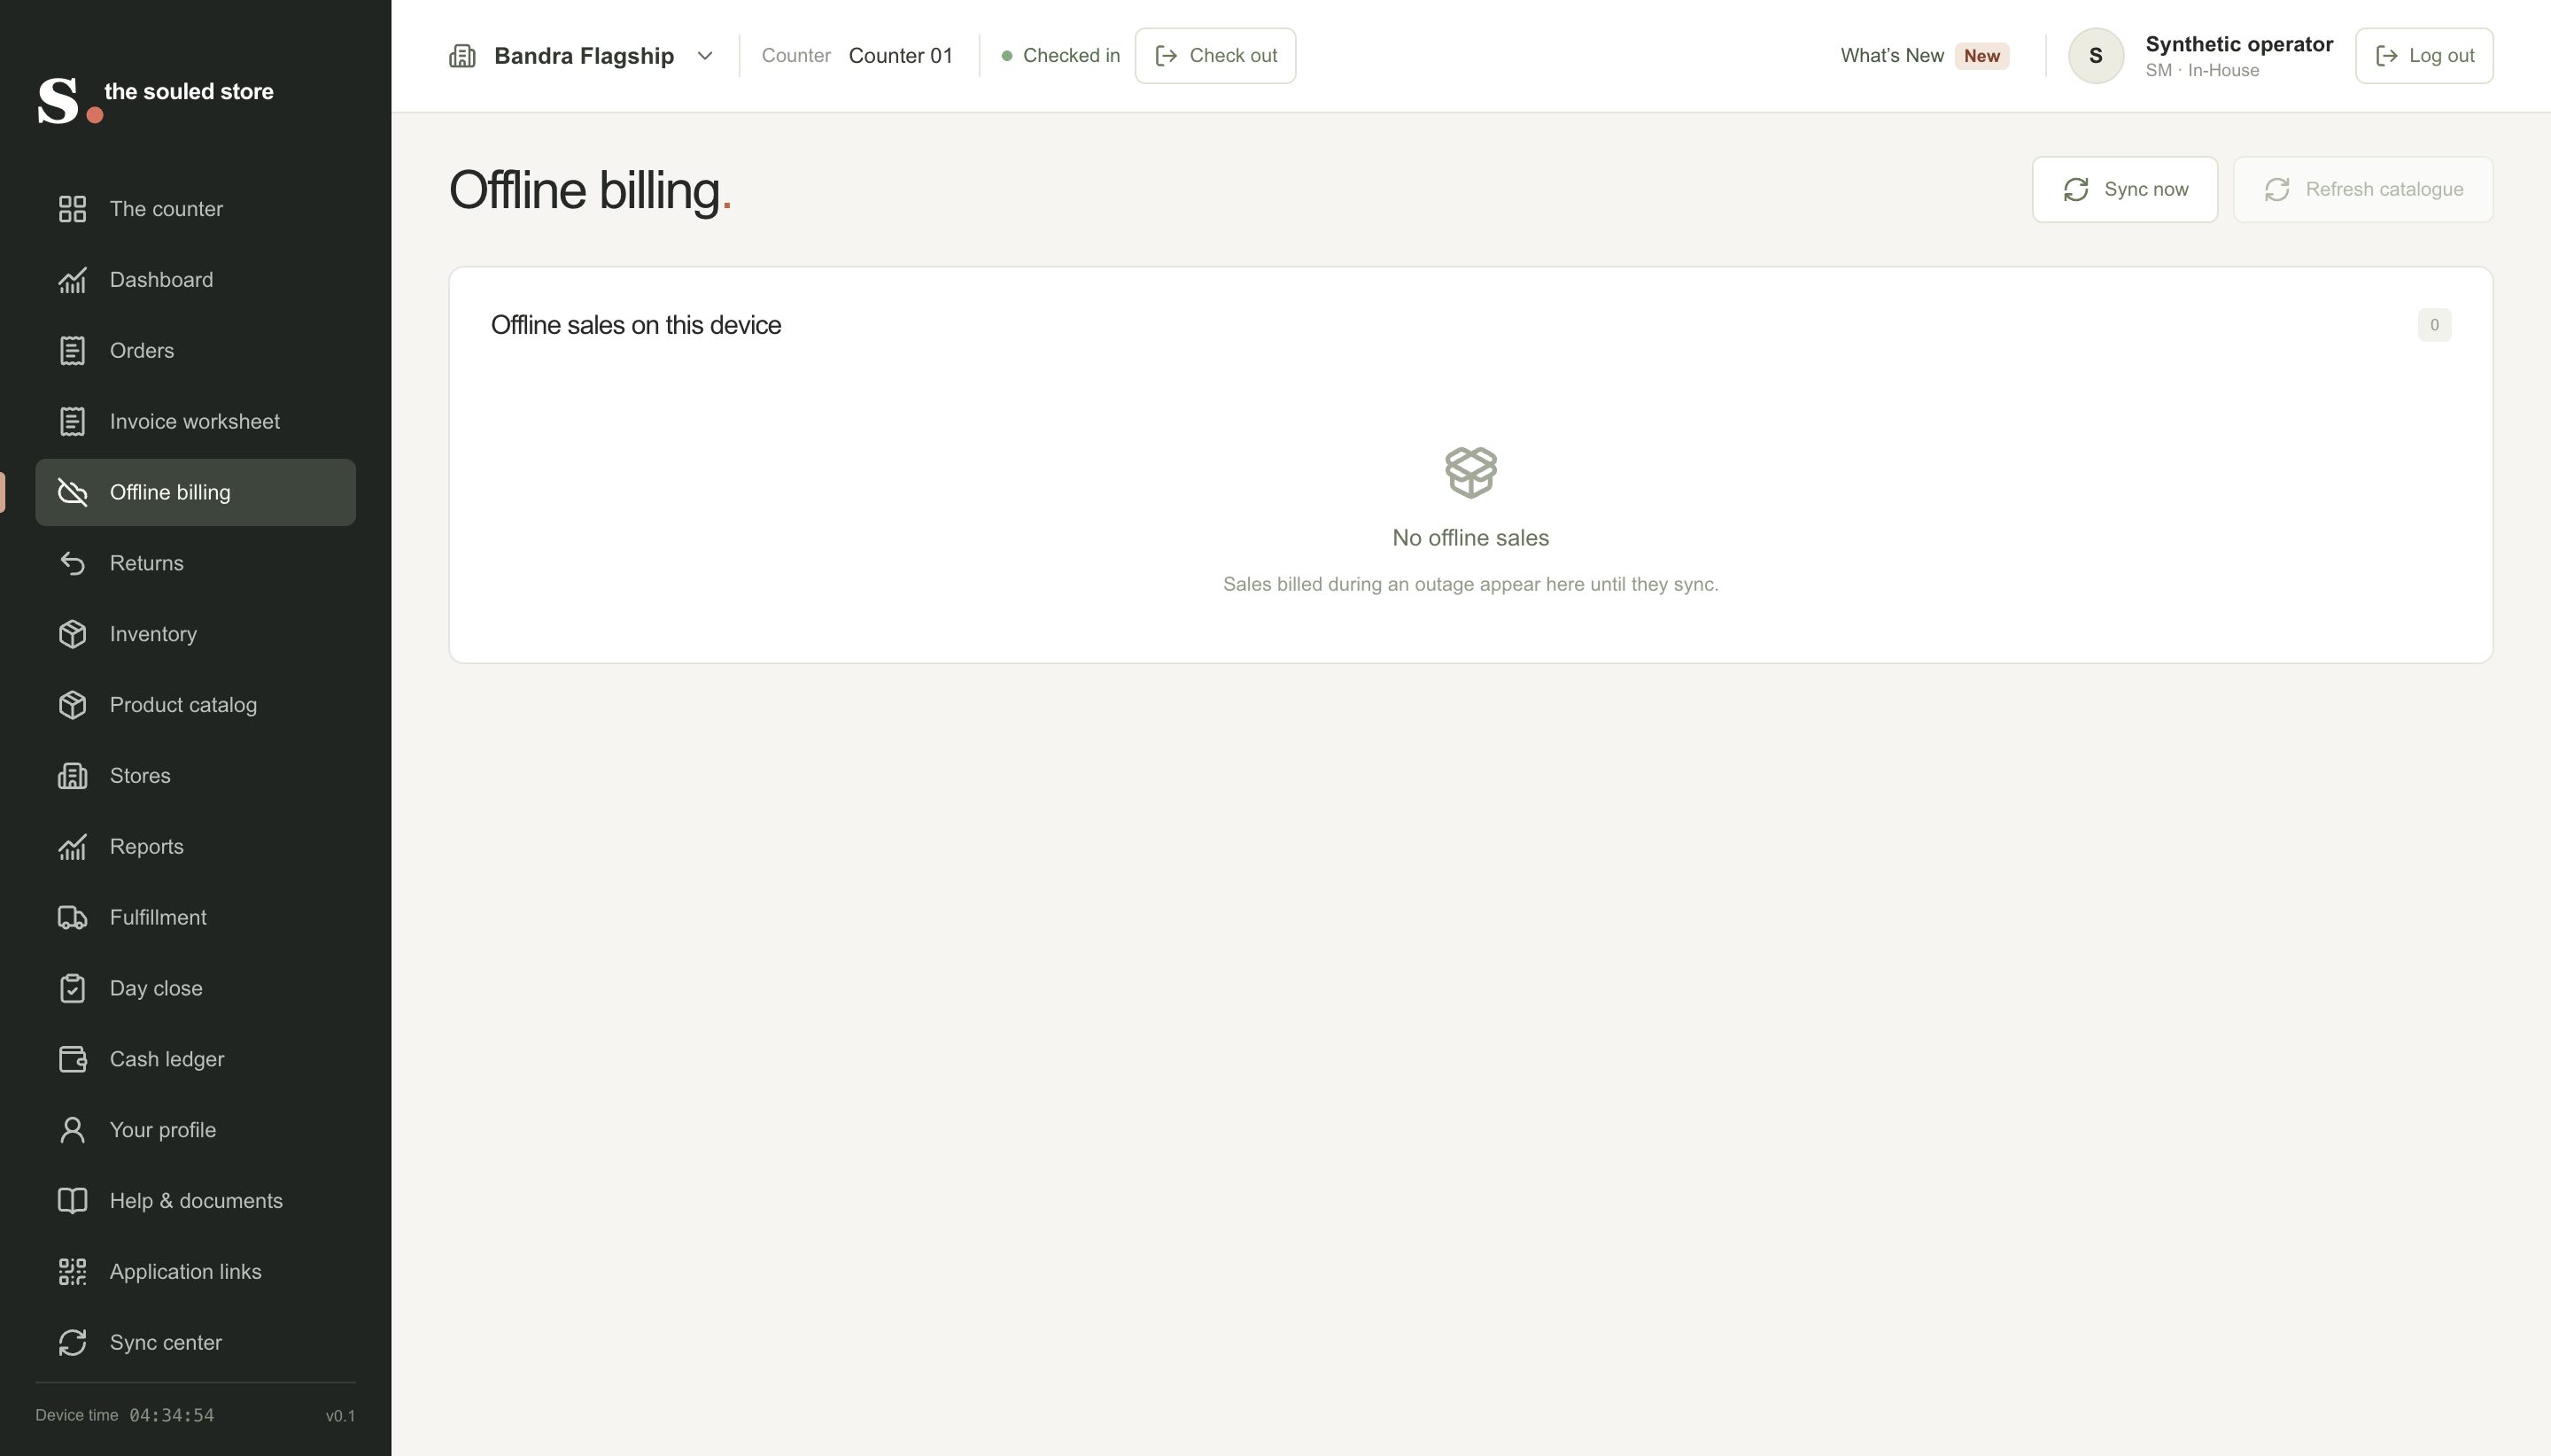 s.
the souled store
The counter
Dashboard
Orders
Invoice worksheet
Offline billing
Returns
Inventory
Product catalog
Stores
Reports
Fulfillment
Day close
Cash ledger
Your profile
Help & documents
Application links
Sync center
Device time 04:34:54 v0.1
Bandra Flagship Counter Counter 01 Checked in Check out What's New New S Synthetic operator Log out
SM · In-House
Offline billing. Sync now Refresh catalogue
Offline sales on this device 0
No offline sales
Sales billed during an outage appear here until they sync.